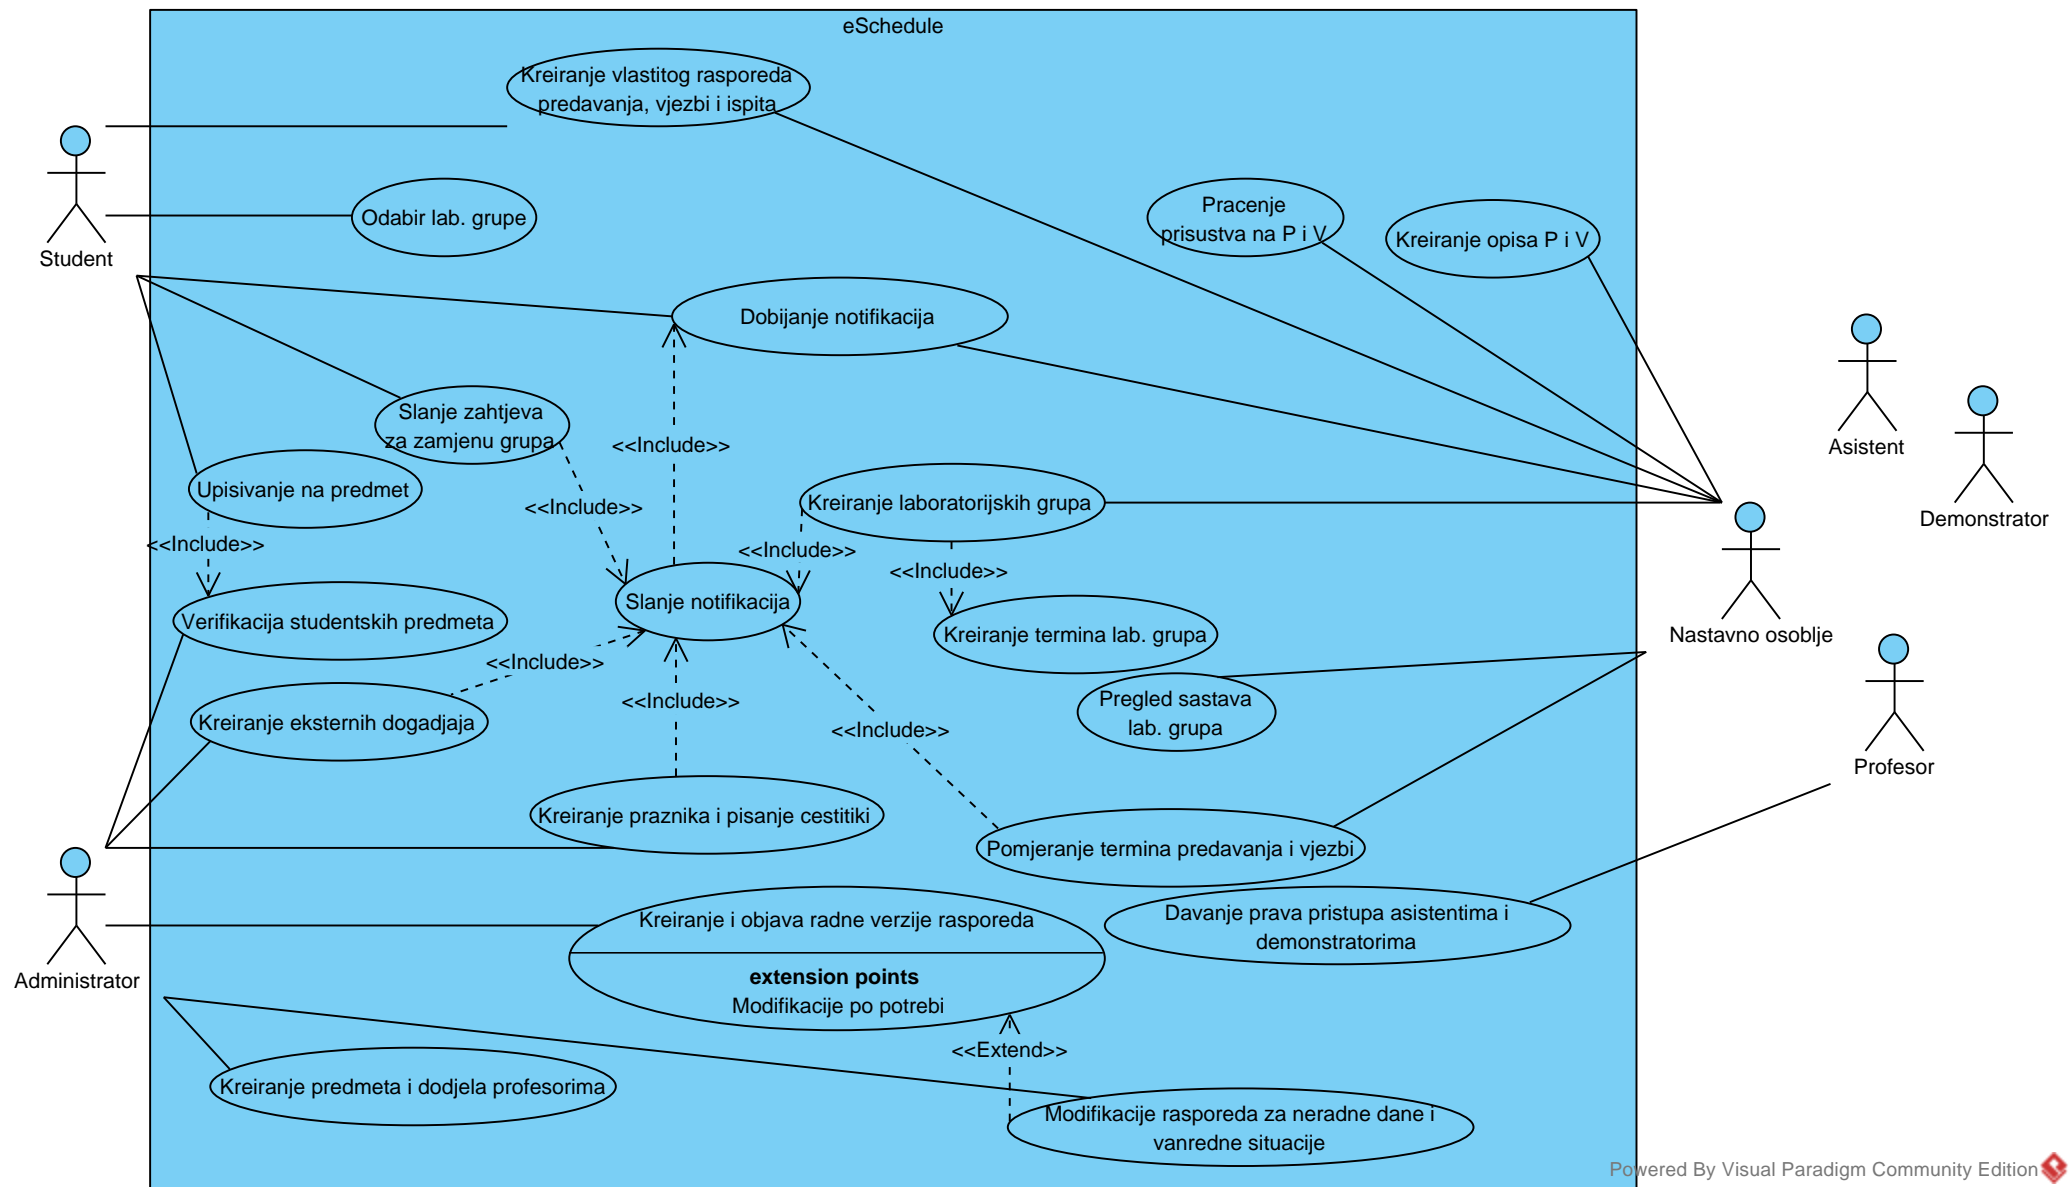 eSchedule
Kreiranje vlastitog rasporeda
predavanja, vjezbi i ispita
Student
Odabir lab. grupe
Pracenje
prisustva na P i V
Kreiranje opisa P i V
Dobijanje notifikacija
Asistent
Demonstrator
Slanje zahtjeva
za zamjenu grupa
<<Include>>
Upisivanje na predmet
<<Include>>
Kreiranje laboratorijskih grupa
<<Include>>
<<Include>>
<<Include>>
Slanje notifikacija
Verifikacija studentskih predmeta
Kreiranje termina lab. grupa
Nastavno osoblje
<<Include>>
<<Include>>
Kreiranje eksternih dogadjaja
<<Include>>
Pregled sastava
lab. grupa
<<Include>>
Profesor
Kreiranje praznika i pisanje cestitiki
Pomjeranje termina predavanja i vjezbi
Administrator
Kreiranje i objava radne verzije rasporeda
extension points
Modifikacije po potrebi
Davanje prava pristupa asistentima i
demonstratorima
<<Extend>>
Kreiranje predmeta i dodjela profesorima
Modifikacije rasporeda za neradne dane i
vanredne situacije
Powered By Visual Paradigm Community Edition